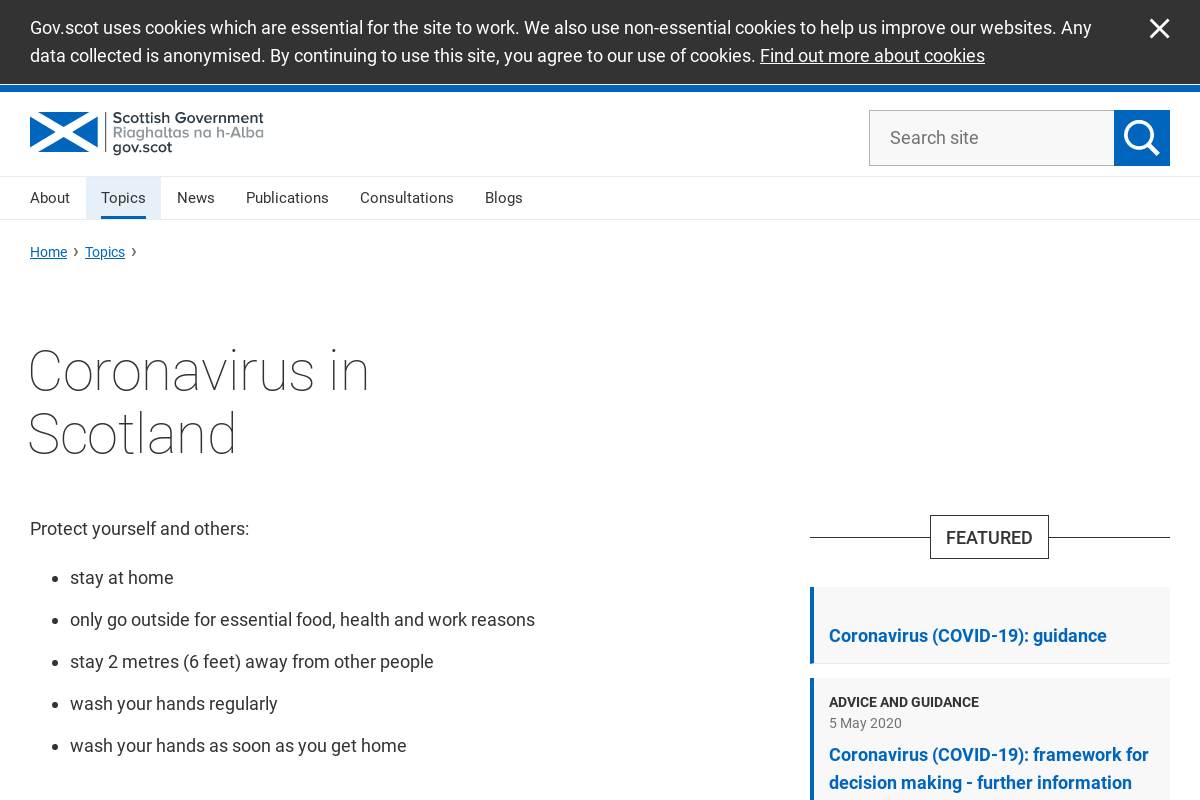 Gov.scot uses cookies which are essential for the site to work. We also use non-essential cookies to help us improve our websites. Any
data collected is anonymised. By continuing to use this site, you agree to our use of cookies. Find out more about cookies
Scottish Government
Riaghaltas na h-Alba
gov.scot
Search site
About Topics News Publications Consultations Blogs
Home › Topics ›
Coronavirus in
Scotland
Protect yourself and others:
• stay at home
• only go outside for essential food, health and work reasons
• stay 2 metres (6 feet) away from other people
• wash your hands regularly
• wash your hands as soon as you get home
FEATURED
Coronavirus (COVID-19): guidance
ADVICE AND GUIDANCE
5 May 2020
Coronavirus (COVID-19): framework for
decision making - further information